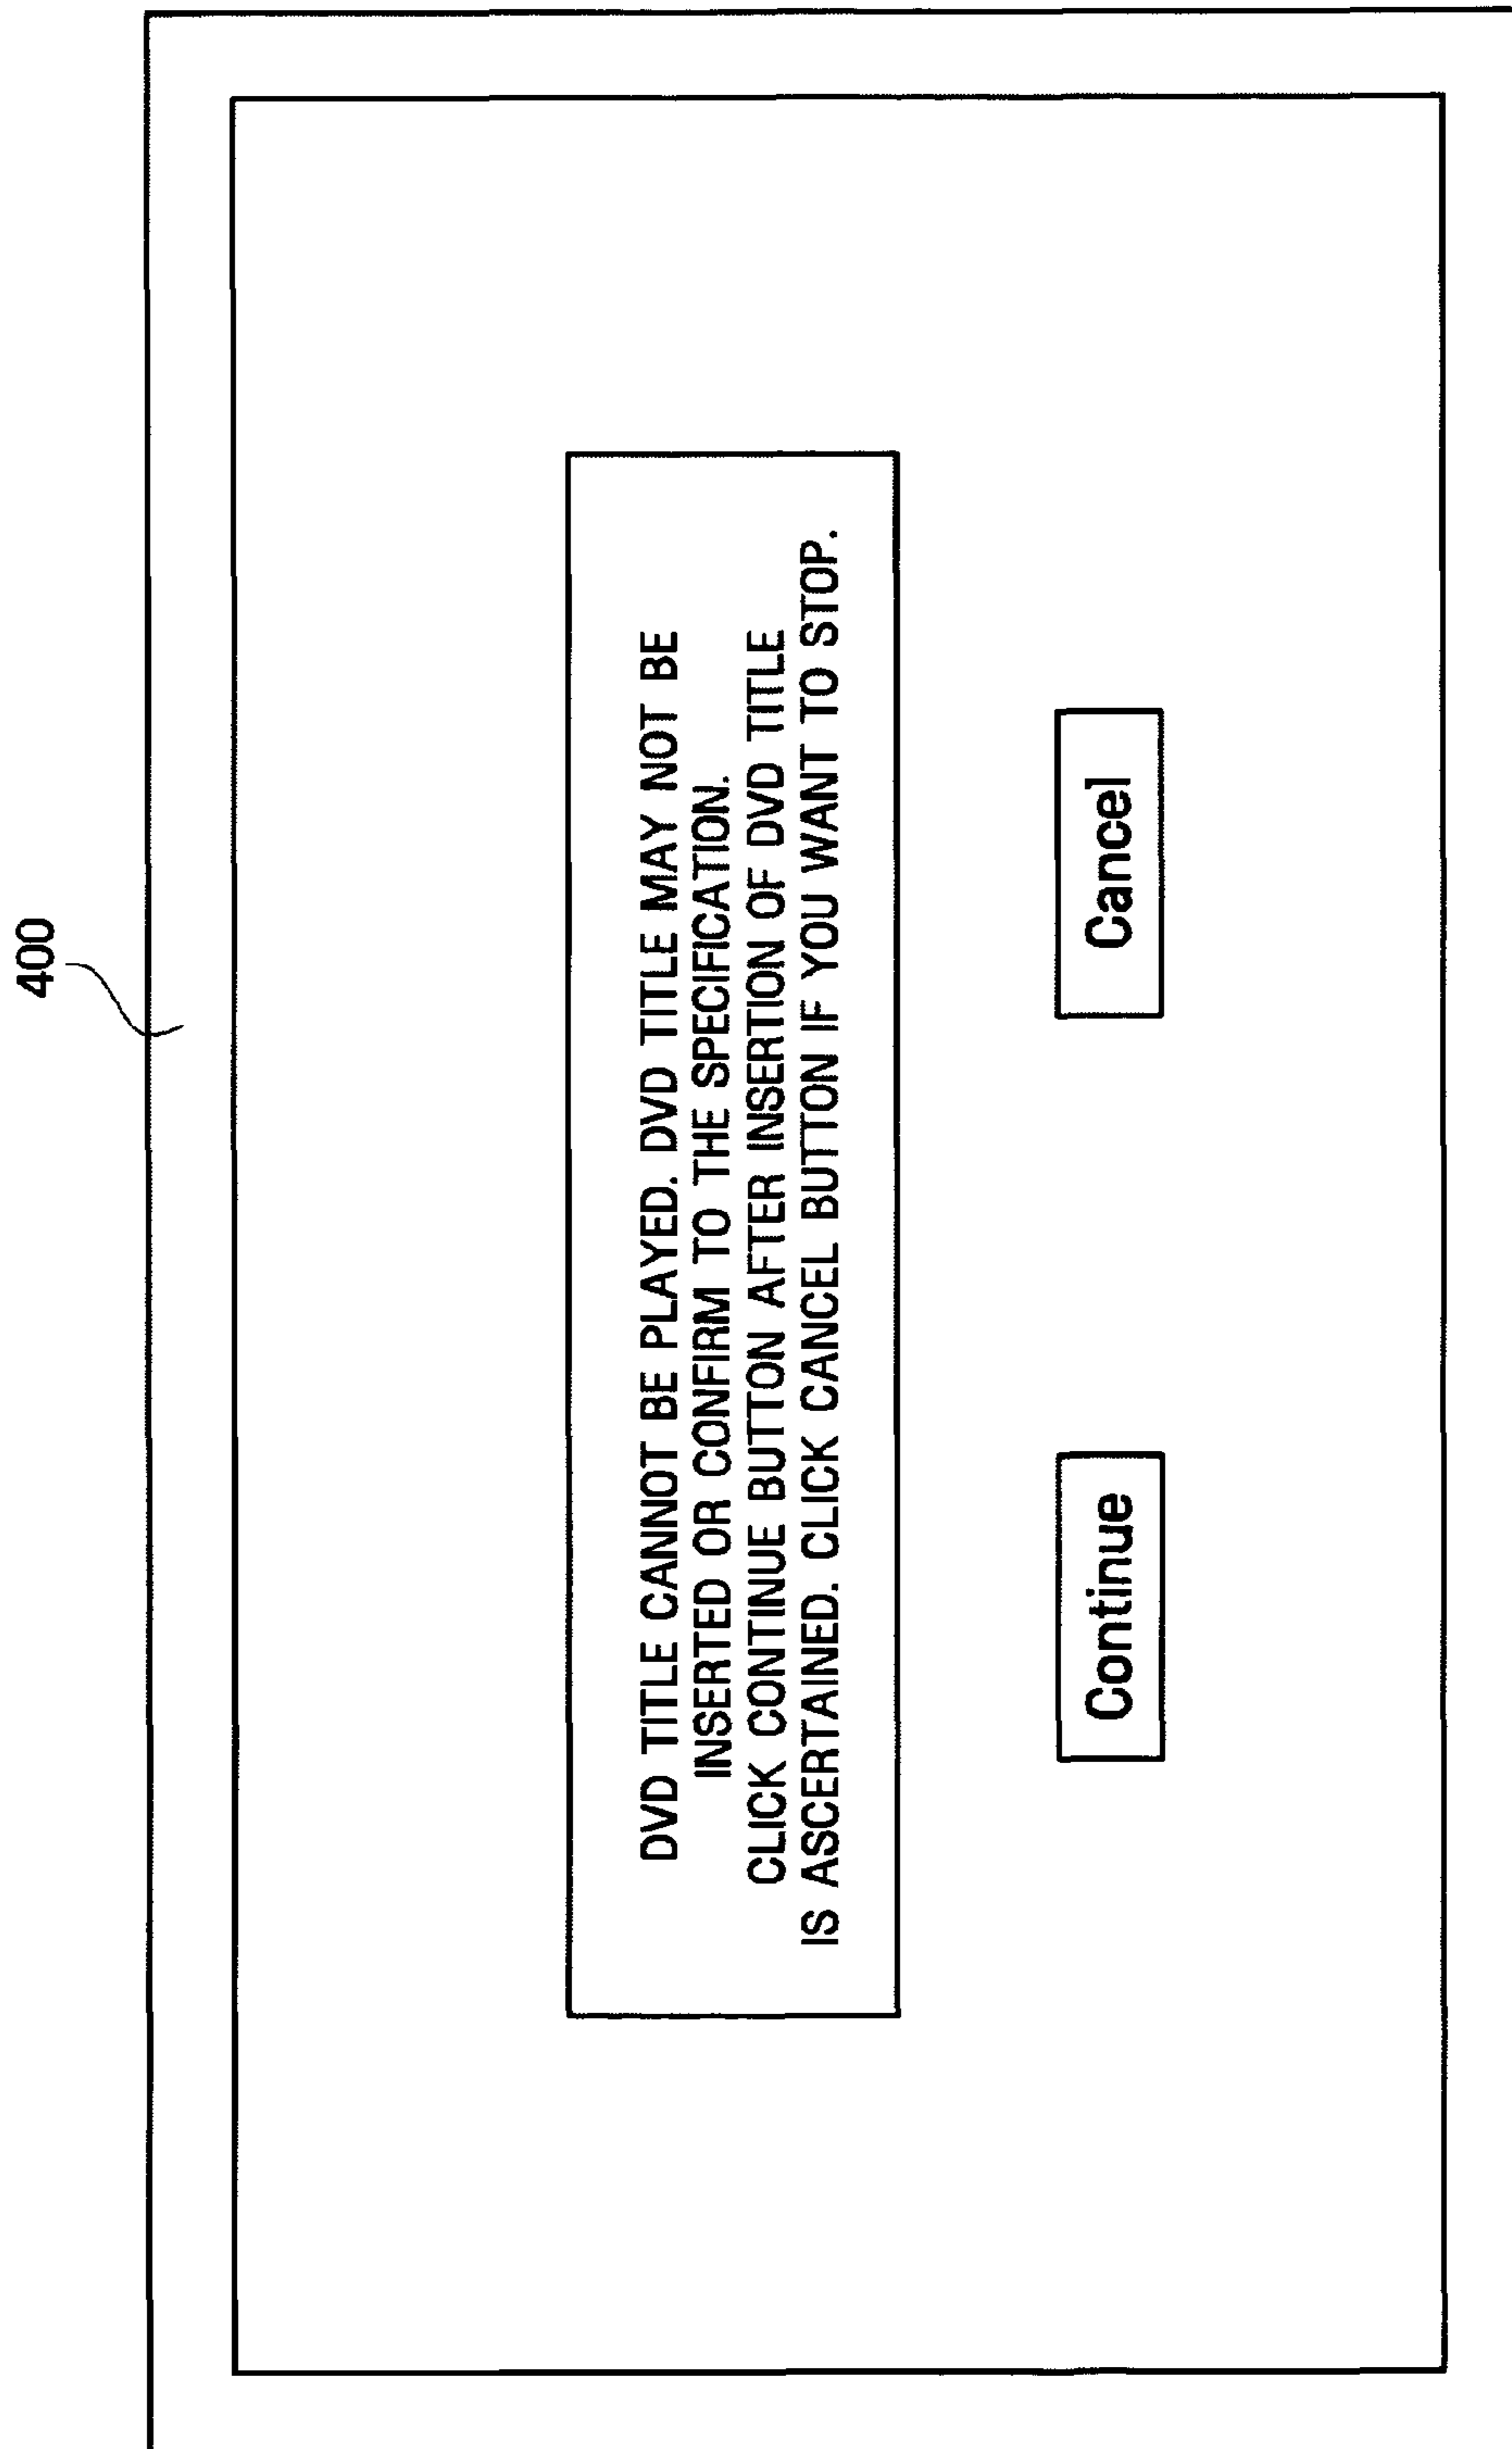 400
DVD TITLE CANNOT BE PLAYED. DVD TITLE MAY NOT BE
INSERTED OR CONFIRM TO THE SPECIFICATION.
CLICK CONTINUE BUTTON AFTER INSERTION OF DVD TITLE
IS ASCERTAINED. CLICK CANCEL BUTTON IF YOU WANT TO STOP.
Continue
Cancel